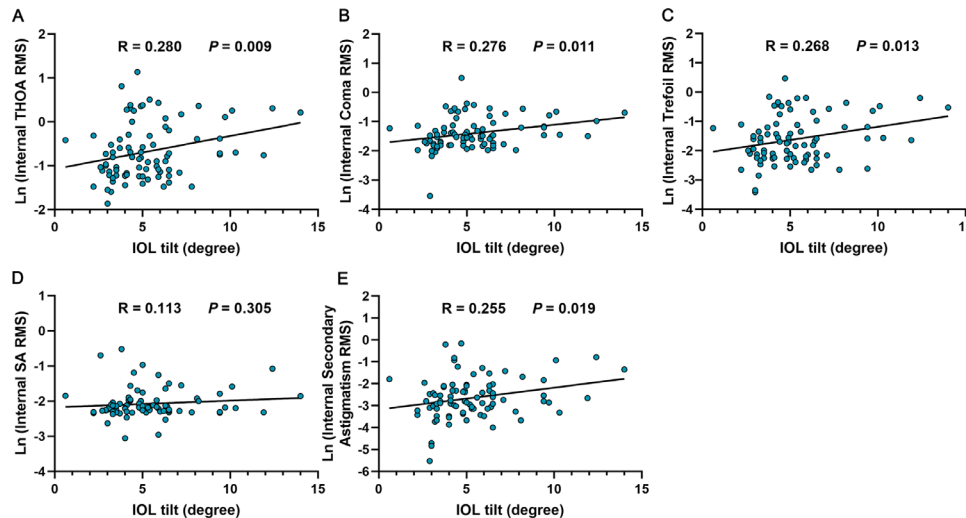 A
R = 0.280 P = 0.009
Ln (Internal THOA RMS)
2
1
0
-1
-2
0 5 10 15
IOL tilt (degree)
B
R = 0.276 P = 0.011
Ln (Internal Coma RMS)
2
1
0
-1
-2
-3
-4
0 5 10 15
IOL tilt (degree)
C
R = 0.268 P = 0.013
Ln (Internal Trefoil RMS)
2
1
0
-1
-2
-3
-4
0 5 10
IOL tilt (degree)
D
R = 0.113 P = 0.305
Ln (Internal SA RMS)
1
0
-1
-2
-3
-4
0 5 10 15
IOL tilt (degree)
E
R = 0.255 P = 0.019
Ln (Internal Secondary
Astigmatism RMS)
2
1
0
-1
-2
-3
-4
-5
-6
0 5 10 15
IOL tilt (degree)